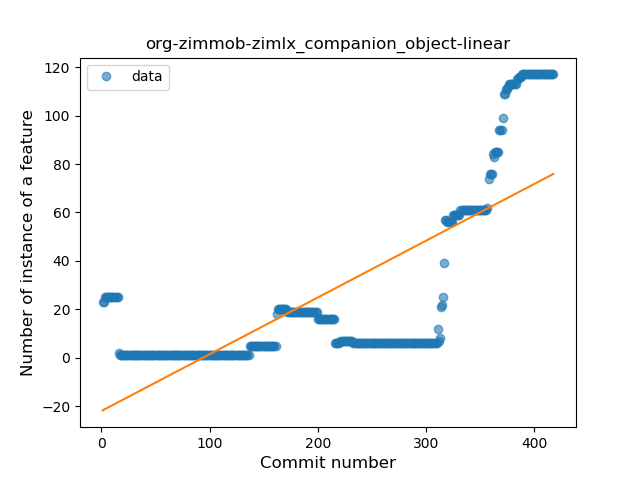 org-zimmob-zimlx_companion_object-linear
data
Number of instance of a feature
120
100
80
60
40
20
0
−20
0 100 200 300 400
Commit number